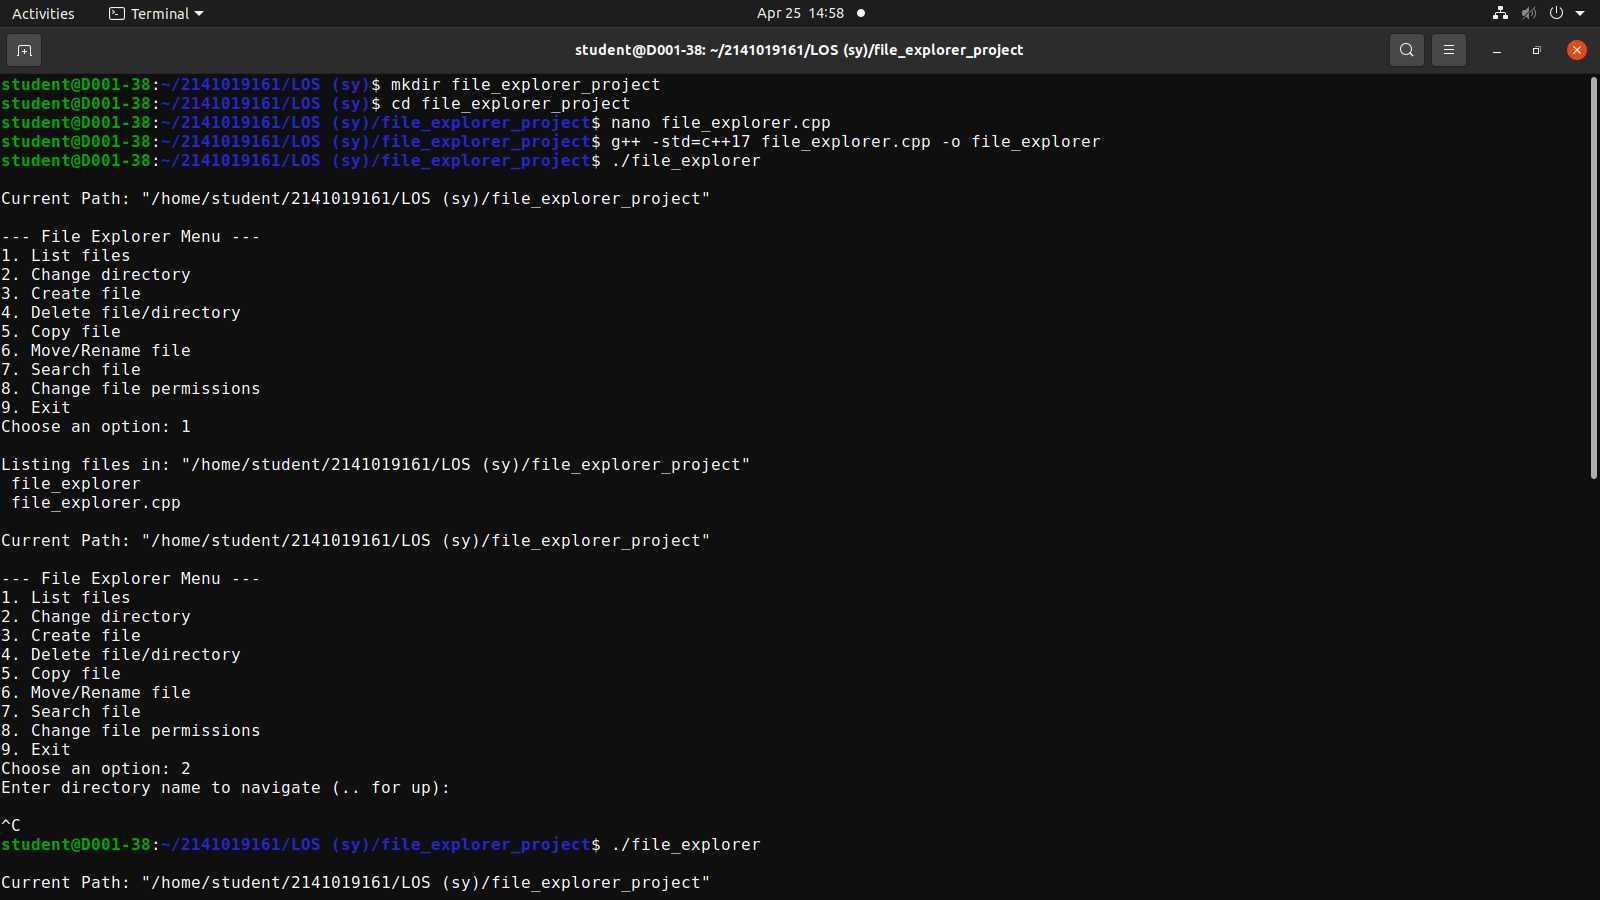 Activities Terminal Apr 25 14:58
student@D001-38: ~/2141019161/LOS (sy)/file_explorer_project
student@D001-38:~/2141019161/LOS (sy)$ mkdir file_explorer_project
student@D001-38:~/2141019161/LOS (sy)$ cd file_explorer_project
student@D001-38:~/2141019161/LOS (sy)/file_explorer_project$ nano file_explorer.cpp
student@D001-38:~/2141019161/LOS (sy)/file_explorer_project$ g++ -std=c++17 file_explorer.cpp -o file_explorer
student@D001-38:~/2141019161/LOS (sy)/file_explorer_project$ ./file_explorer
Current Path: "/home/student/2141019161/LOS (sy)/file_explorer_project"
--- File Explorer Menu ---
1. List files
2. Change directory
3. Create file
4. Delete file/directory
5. Copy file
6. Move/Rename file
7. Search file
8. Change file permissions
9. Exit
Choose an option: 1
Listing files in: "/home/student/2141019161/LOS (sy)/file_explorer_project"
file_explorer
file_explorer.cpp
Current Path: "/home/student/2141019161/LOS (sy)/file_explorer_project"
--- File Explorer Menu ---
1. List files
2. Change directory
3. Create file
4. Delete file/directory
5. Copy file
6. Move/Rename file
7. Search file
8. Change file permissions
9. Exit
Choose an option: 2
Enter directory name to navigate (.. for up):
^C
student@D001-38:~/2141019161/LOS (sy)/file_explorer_project$ ./file_explorer
Current Path: "/home/student/2141019161/LOS (sy)/file_explorer_project"